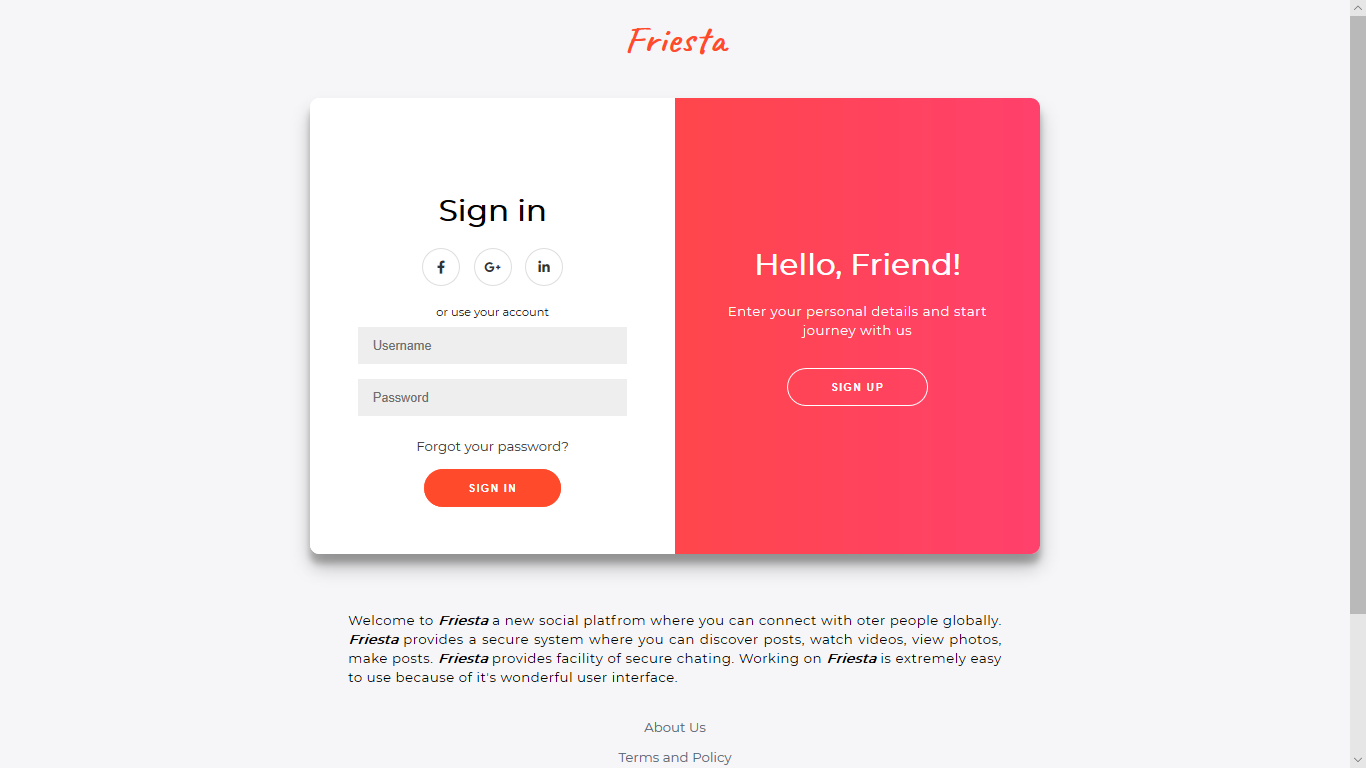 Friesta
Sign in
G+
in
or use your account
Username
Password
Forgot your password?
SIGN IN
Hello, Friend!
Enter your personal details and start
journey with us
SIGN UP
Welcome to Friesta a new social platfrom where you can connect with oter people globally.
Friesta provides a secure system where you can discover posts, watch videos, view photos,
make posts. Friesta provides facility of secure chating. Working on Friesta is extremely easy
to use because of it's wonderful user interface.
About Us
Terms and Policy